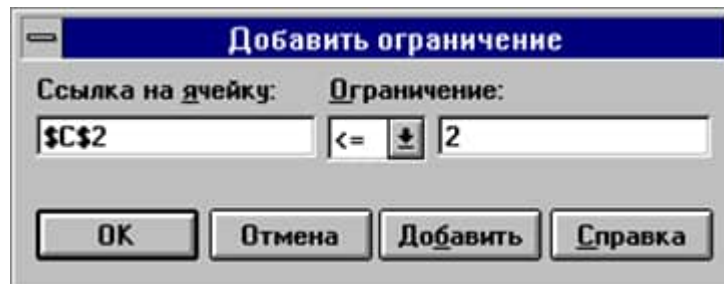 Добавить ограничение
Ссылка на ячейку: Ограничение:
$C$2 <= 2
OK Отмена Добавить Справка